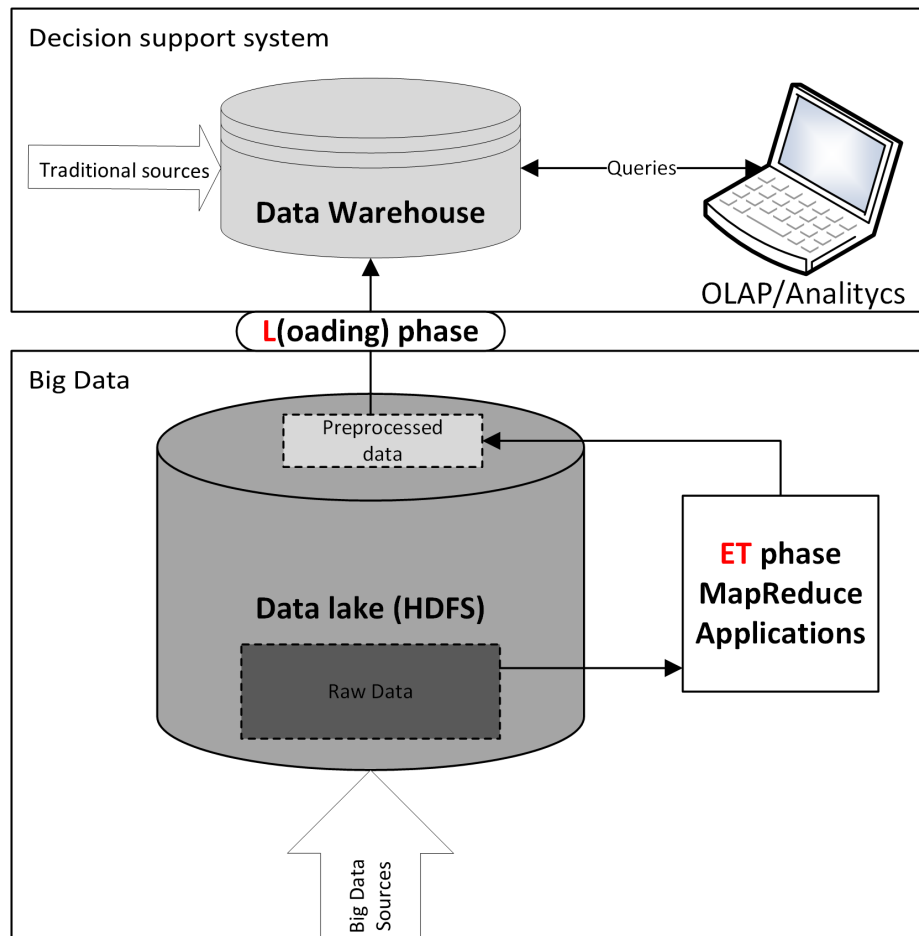 Decision support system
Traditional sources
Data Warehouse
Queries
OLAP/Analitycs
L(oading) phase
Big Data
Preprocessed
data
ET phase
MapReduce
Applications
Data lake (HDFS)
Raw Data
Big Data
Sources